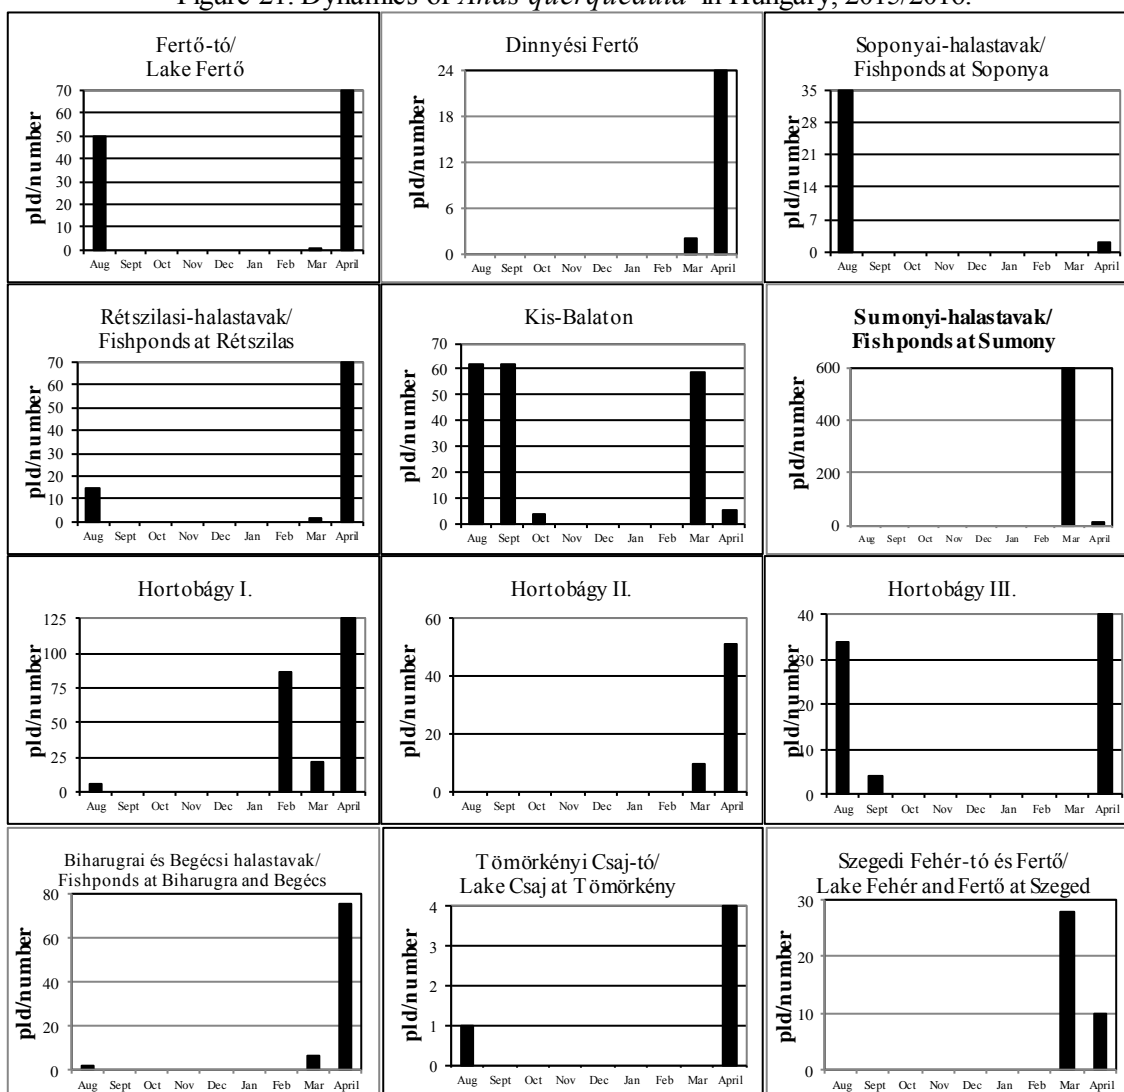 Figure 21. Dynamics of Anas querquedula in Hungary, 2015/2016.
Fertő-tó/
Lake Fertő
pld/number
70
60
50
40
30
20
10
0
Aug Sept Oct Nov Dec Jan Feb Mar April
Dinnyési Fertő
pld/number
24
18
12
6
0
Aug Sept Oct Nov Dec Jan Feb Mar April
Soponyai-halastavak/
Fishponds at Soponya
pld/number
35
28
21
14
7
0
Aug Sept Oct Nov Dec Jan Feb Mar April
Rétszilasi-halastavak/
Fishponds at Rétszilas
pld/number
70
60
50
40
30
20
10
0
Aug Sept Oct Nov Dec Jan Feb Mar April
Kis-Balaton
pld/number
70
60
50
40
30
20
10
0
Aug Sept Oct Nov Dec Jan Feb Mar April
Sumonyi-halastavak/
Fishponds at Sumony
pld/number
600
400
200
0
Aug Sept Oct Nov Dec Jan Feb Mar April
Hortobágy I.
pld/number
125
100
75
50
25
0
Aug Sept Oct Nov Dec Jan Feb Mar April
Hortobágy II.
pld/number
60
40
20
0
Aug Sept Oct Nov Dec Jan Feb Mar April
Hortobágy III.
pld/number
40
30
20
10
0
Aug Sept Oct Nov Dec Jan Feb Mar April
Biharugrai és Begécsi halastavak/
Fishponds at Biharugra and Begécs
pld/number
80
60
40
20
0
Aug Sept Oct Nov Dec Jan Feb Mar April
Tömörkényi Csaj-tó/
Lake Csaj at Tömörkény
pld/number
4
3
2
1
0
Aug Sept Oct Nov Dec Jan Feb Mar April
Szegedi Fehér-tó és Fertő/
Lake Fehér and Fertő at Szeged
pld/number
30
20
10
0
Aug Sept Oct Nov Dec Jan Feb Mar April